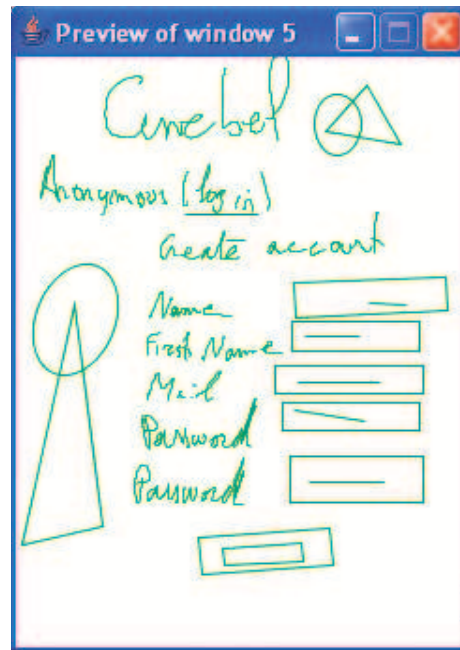 Preview of window 5
Cinebel
Anonymous (log in)
Create account
Name
First Name
Mail
Password
Password